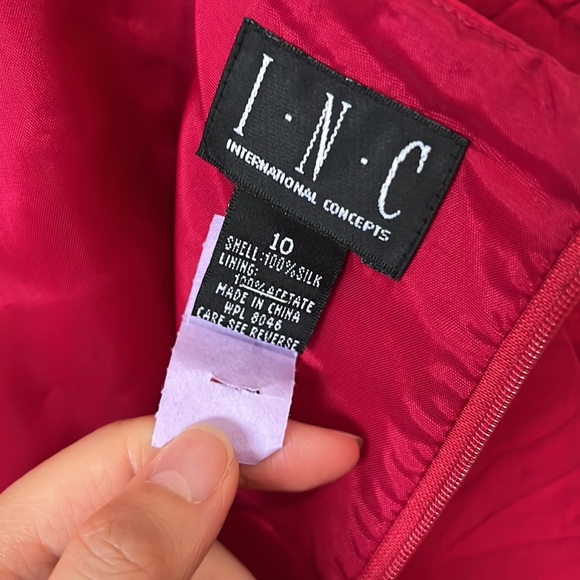 I·N·C
INTERNATIONAL CONCEPTS
10
SHELL:100%SILK
LINING:
100%ACETATE
MADE IN CHINA
WPL 8046
CARE SEE REVERSE